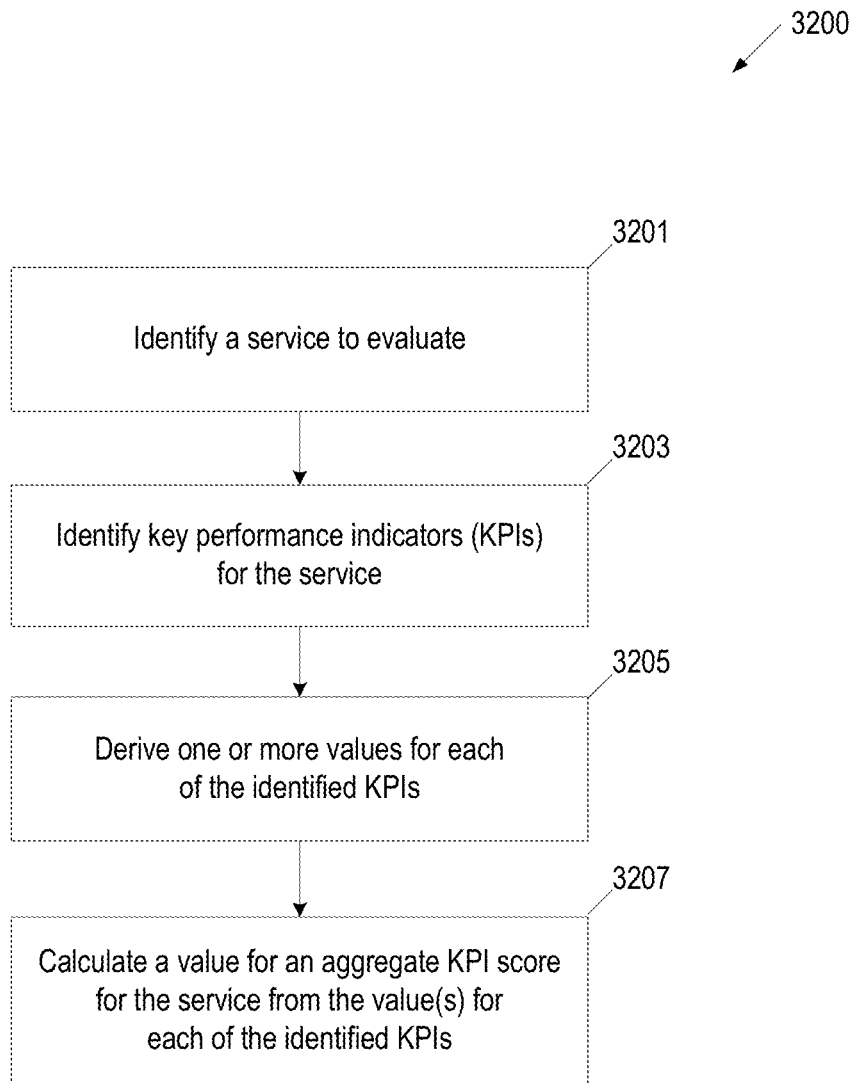 3200
3201
Identify a service to evaluate
3203
Identify key performance indicators (KPIs)
for the service
3205
Derive one or more values for each
of the identified KPIs
3207
Calculate a value for an aggregate KPI score
for the service from the value(s) for
each of the identified KPIs